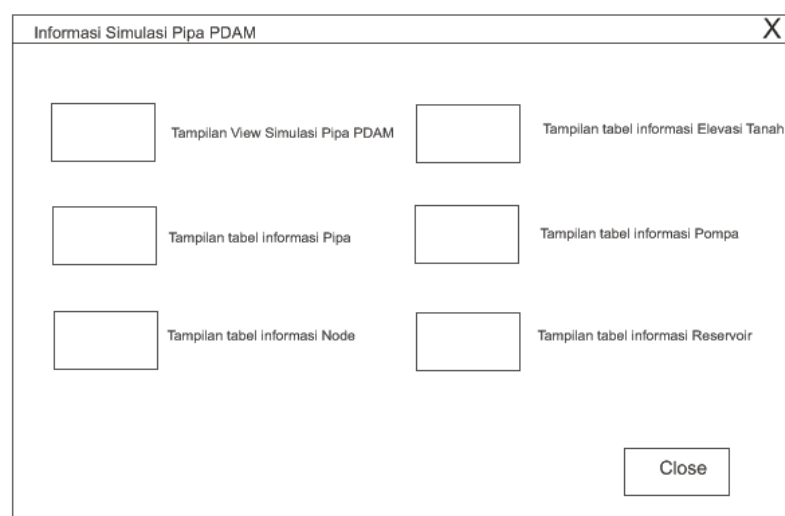 Informasi Simulasi Pipa PDAM X
Tampilan View Simulasi Pipa PDAM
Tampilan tabel informasi Elevasi Tanah
Tampilan tabel informasi Pipa
Tampilan tabel informasi Pompa
Tampilan tabel informasi Node
Tampilan tabel informasi Reservoir
Close